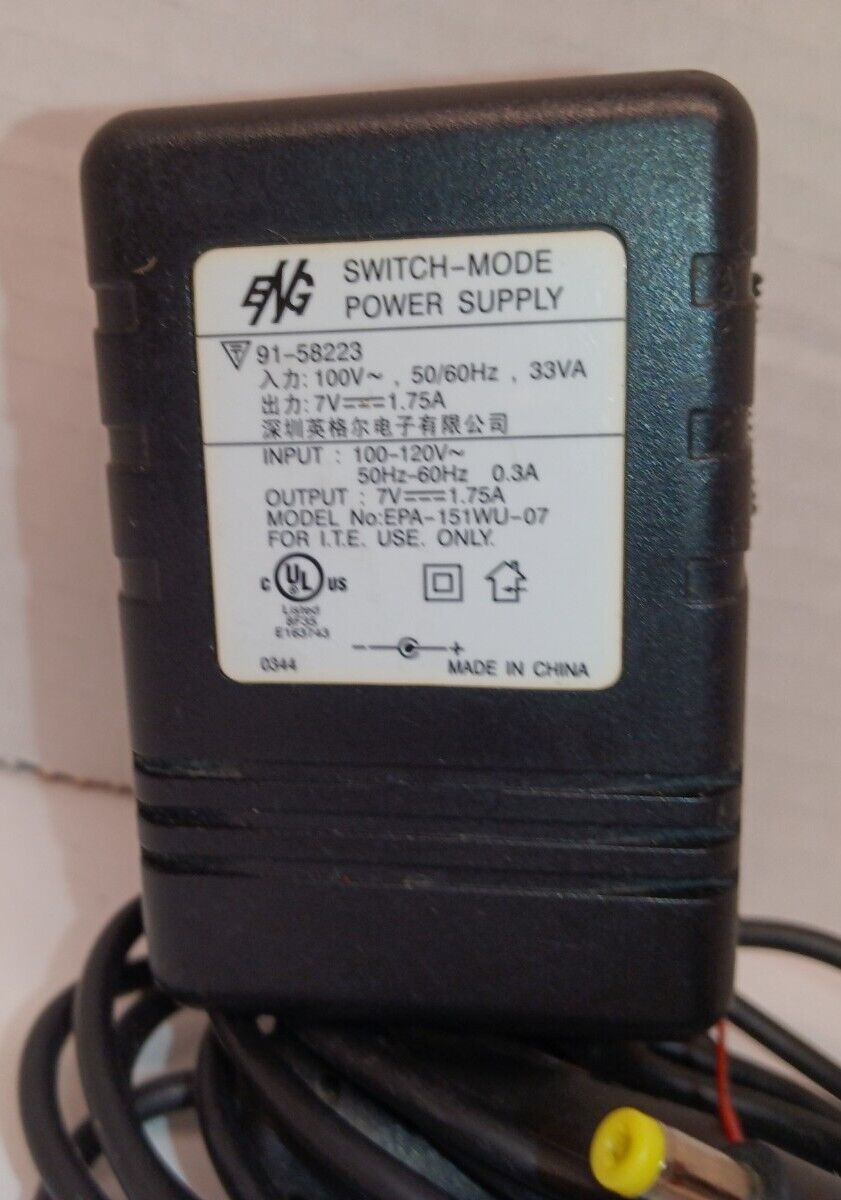 ENG
SWITCH-MODE
POWER SUPPLY
91-58223
入力: 100V~ , 50/60Hz , 33VA
出力: 7V⎓1.75A
深圳英格尔电子有限公司
INPUT : 100-120V~
50Hz-60Hz 0.3A
OUTPUT : 7V⎓1.75A
MODEL No:EPA-151WU-07
FOR I.T.E. USE. ONLY.
C UL US
Listed
8F35
E183743
- +
0344
MADE IN CHINA